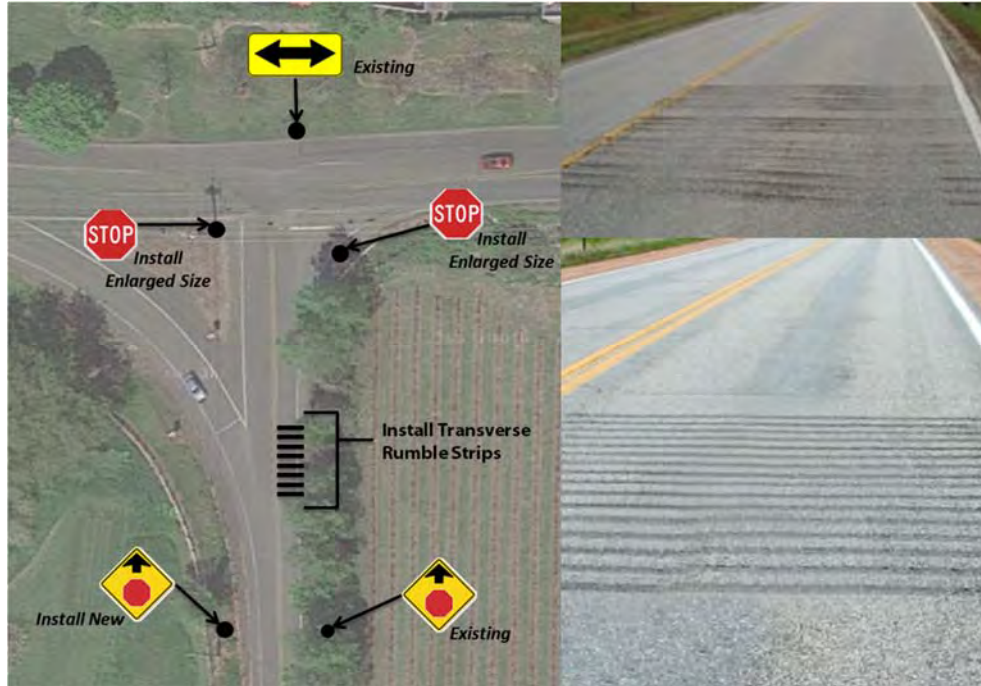 Existing
STOP
Install
Enlarged Size
STOP
Install
Enlarged Size
Install Transverse
Rumble Strips
Install New
Existing